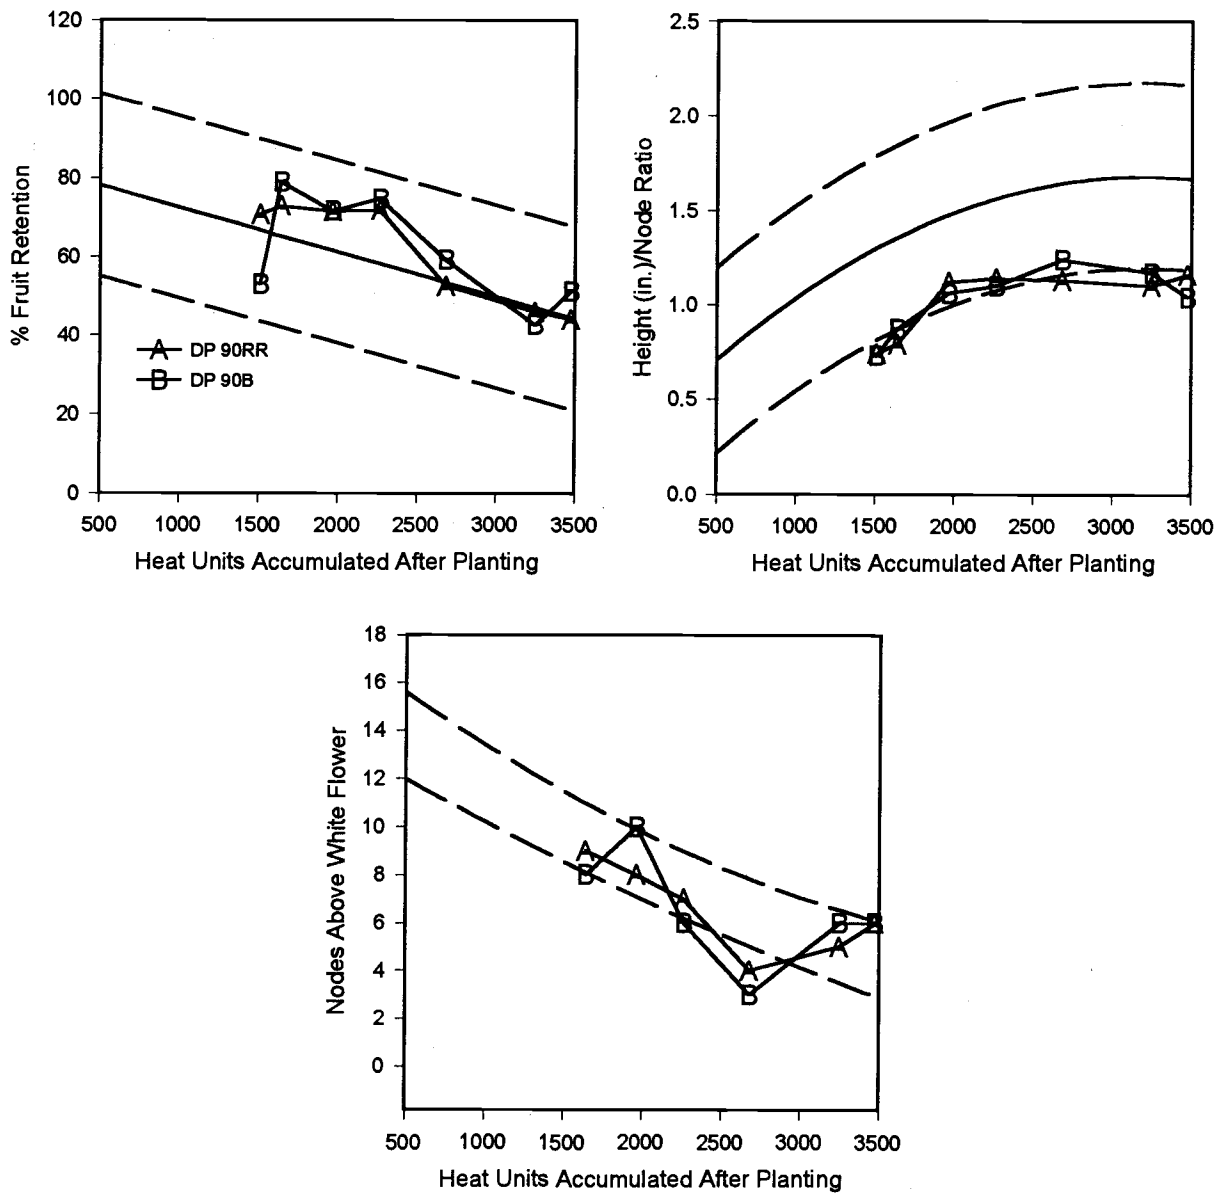 % Fruit Retention
120
100
80
60
40
20
0
A DP 90RR
B DP 90B
500 1000 1500 2000 2500 3000 3500
Heat Units Accumulated After Planting
Height (in.)/Node Ratio
2.5
2.0
1.5
1.0
0.5
0.0
500 1000 1500 2000 2500 3000 3500
Heat Units Accumulated After Planting
Nodes Above White Flower
18
16
14
12
10
8
6
4
2
0
500 1000 1500 2000 2500 3000 3500
Heat Units Accumulated After Planting